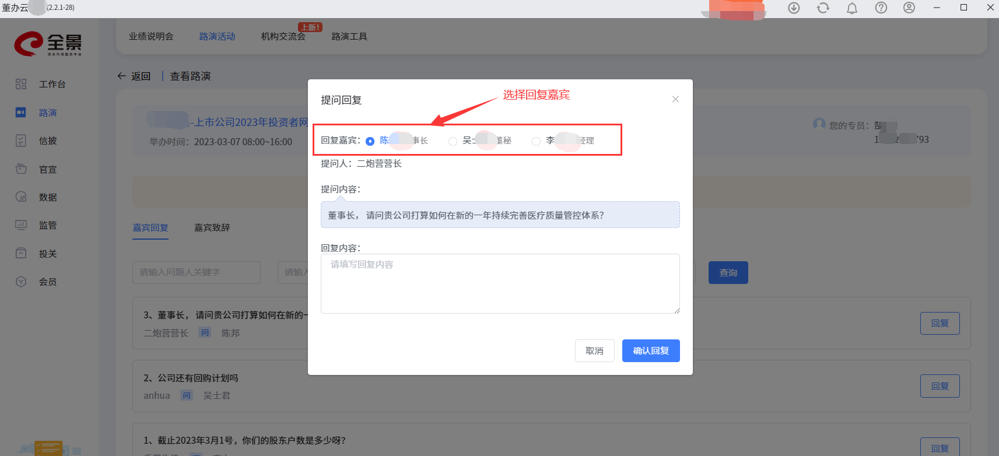 董办云
(2.2.1-28)
全景
资本市场服务平台
业绩说明会
路演活动
机构交流会
上新!
路演工具
返回
查看路演
工作台
路演
信披
官宣
数据
监管
投关
会员
-上市公司2023年投资者网
举办时间：2023-03-07 08:00~16:00
您的专员：
793
提问回复
选择回复嘉宾
回复嘉宾：
陈 事长
吴士 董秘
李 经理
提问人：二炮营营长
提问内容：
董事长， 请问贵公司打算如何在新的一年持续完善医疗质量管控体系？
回复内容：
请填写回复内容
取消
确认回复
嘉宾回复
嘉宾致辞
请输入问题人关键字
请输入
查询
3、董事长， 请问贵公司打算如何在新的一
二炮营营长 问 陈邦
回复
2、公司还有回购计划吗
anhua 问 吴士君
回复
1、截止2023年3月1号，你们的股东户数是多少呀？
回复